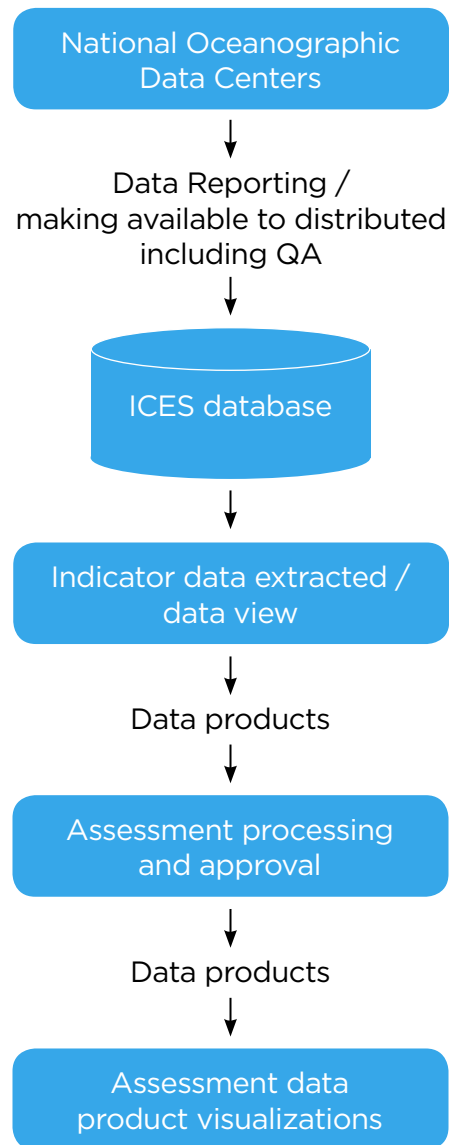 National Oceanographic
Data Centers
Data Reporting /
making available to distributed
including QA
ICES database
Indicator data extracted /
data view
Data products
Assessment processing
and approval
Data products
Assessment data
product visualizations